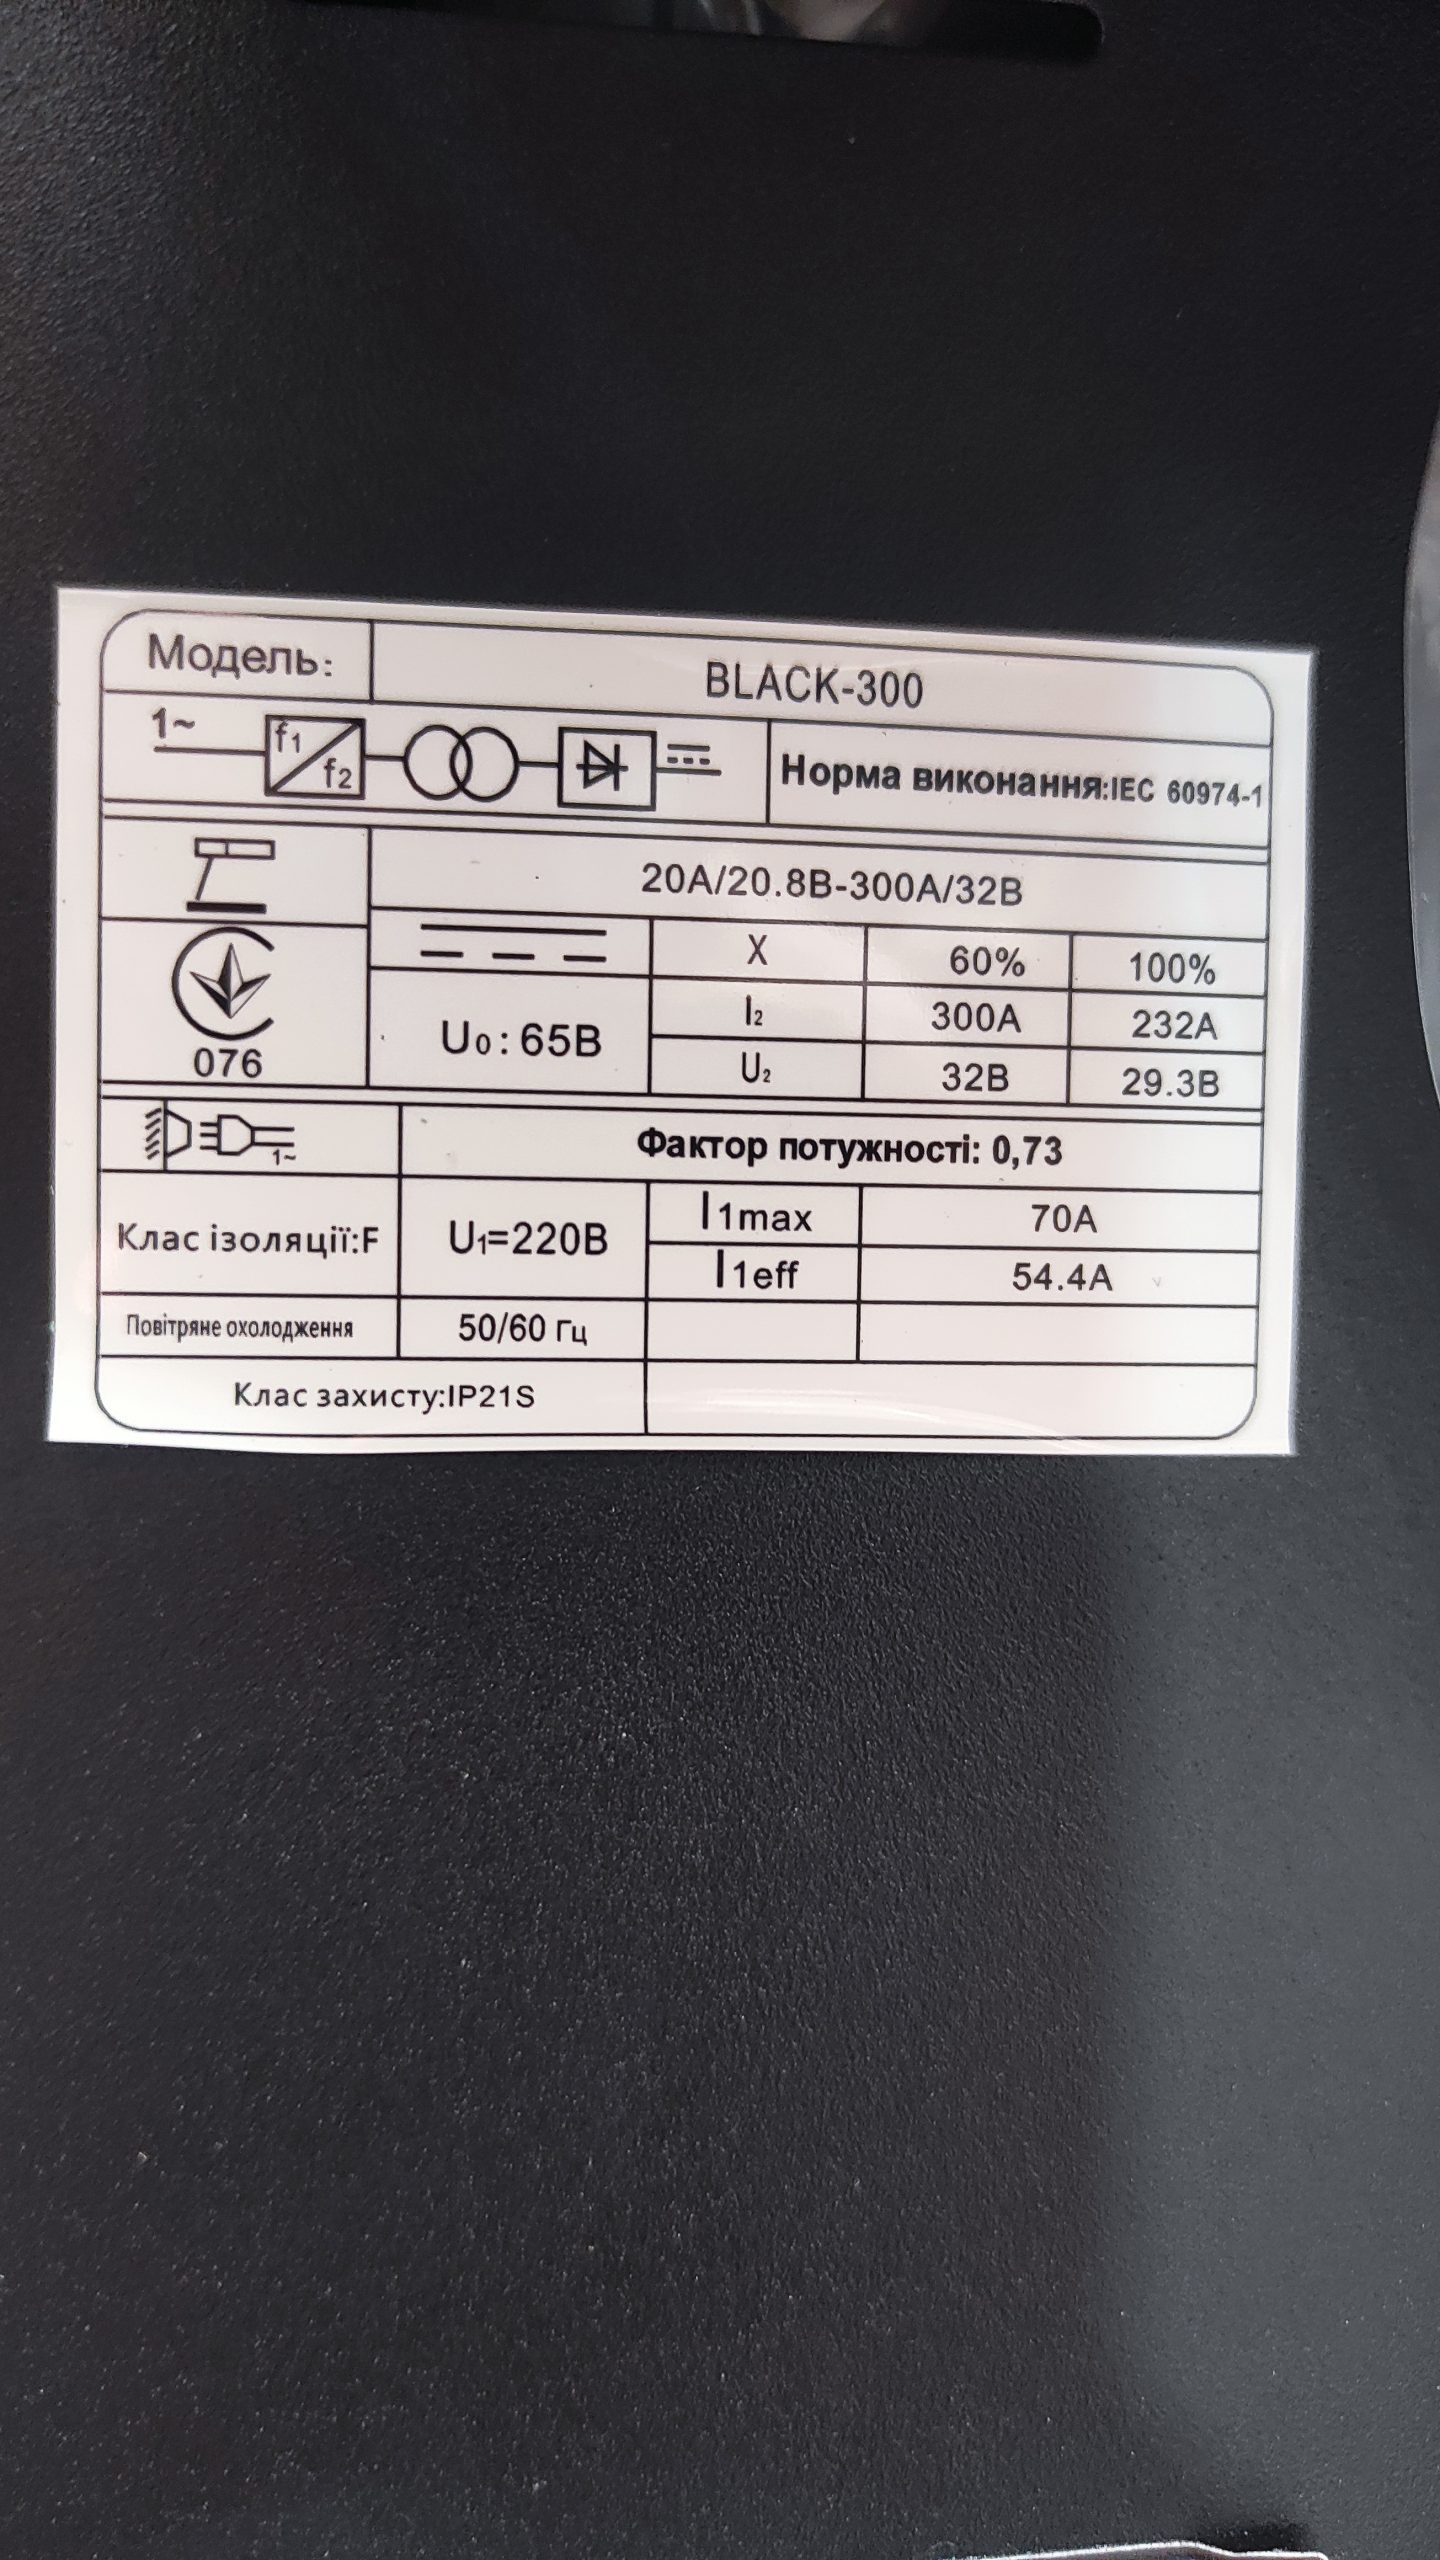 Модель: BLACK-300
1~ f1 f2 Норма виконання:IEC 60974-1
20A/20.8B-300A/32B
X 60% 100%
U0:65B I2 300A 232A
076 U2 32B 29.3B
1~ Фактор потужності: 0,73
Клас ізоляції:F U1=220В I1max 70A
I1eff 54.4A
Повітряне охолодження 50/60 Гц
Клас захисту:IP21S